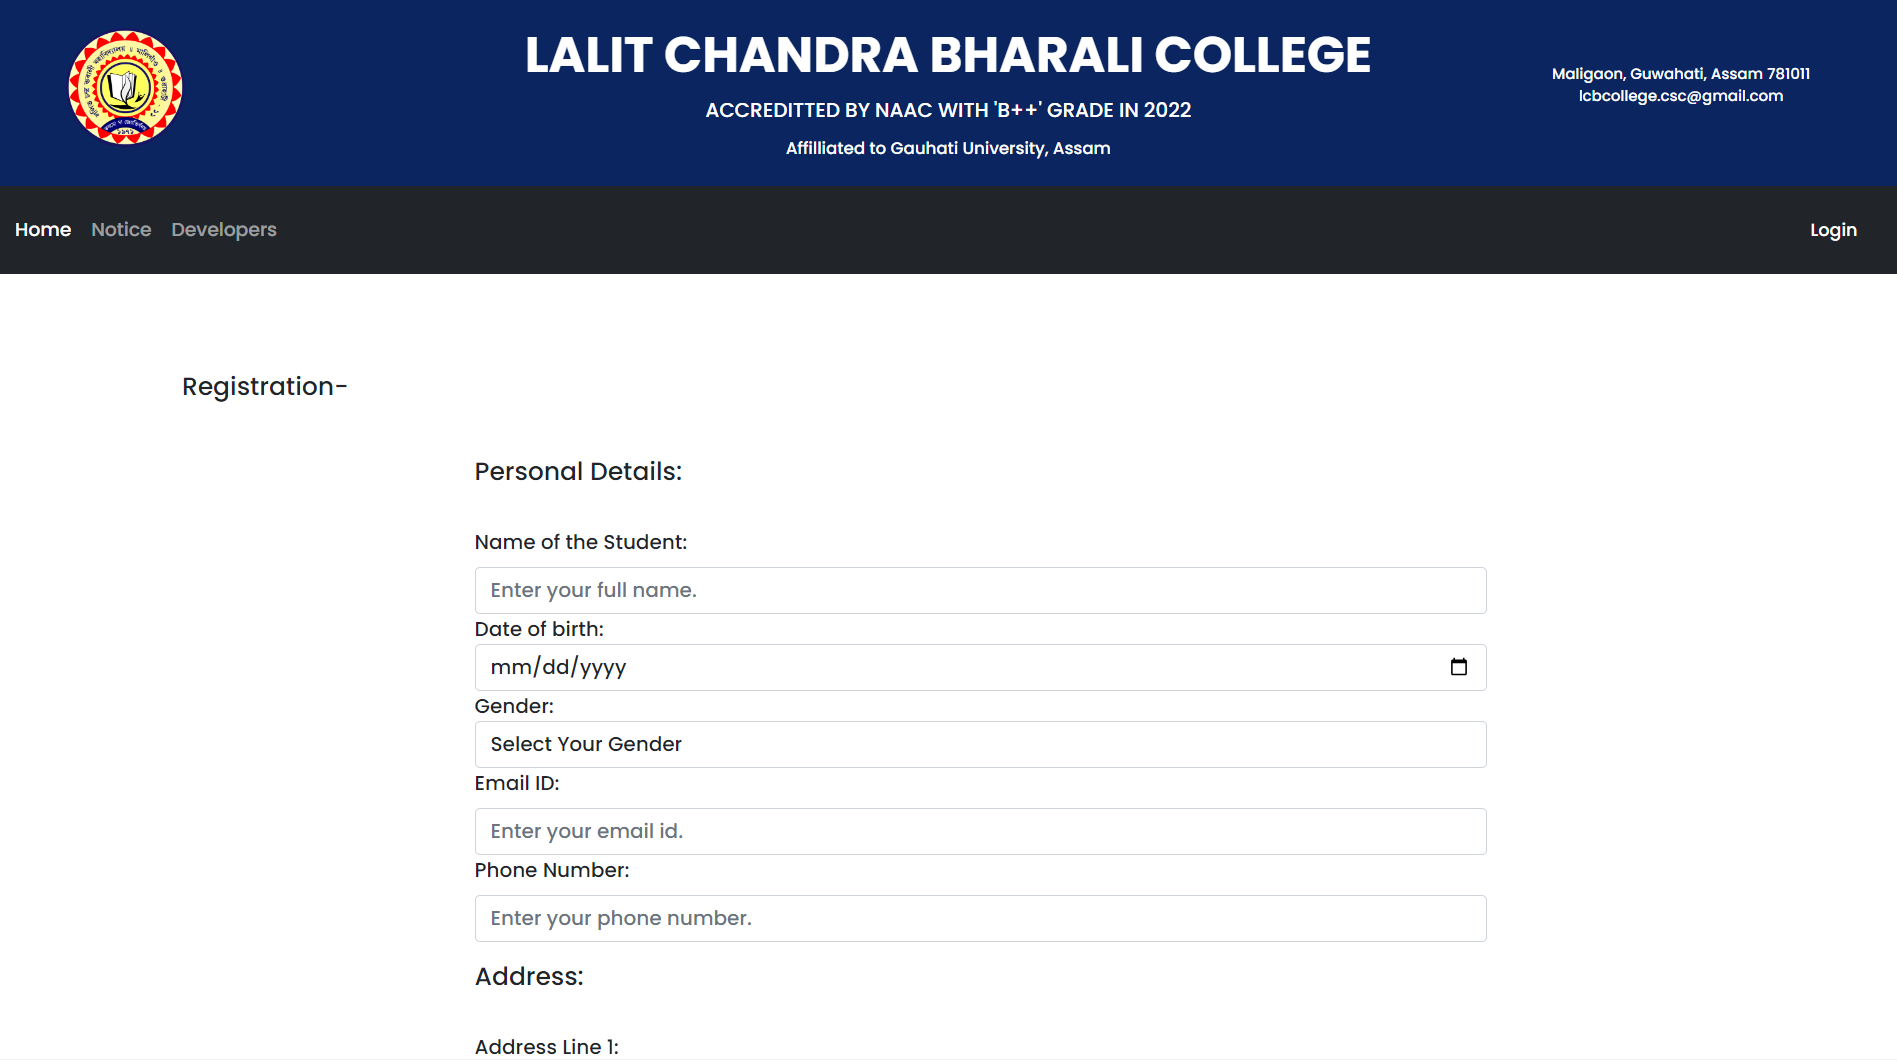 LALIT CHANDRA BHARALI COLLEGE
ACCREDITTED BY NAAC WITH 'B++' GRADE IN 2022
Affilliated to Gauhati University, Assam
Maligaon, Guwahati, Assam 781011
lcbcollege.csc@gmail.com
Home Notice Developers Login
Registration-
Personal Details:
Name of the Student:
Enter your full name.
Date of birth:
mm/dd/yyyy
Gender:
Select Your Gender
Email ID:
Enter your email id.
Phone Number:
Enter your phone number.
Address:
Address Line 1: